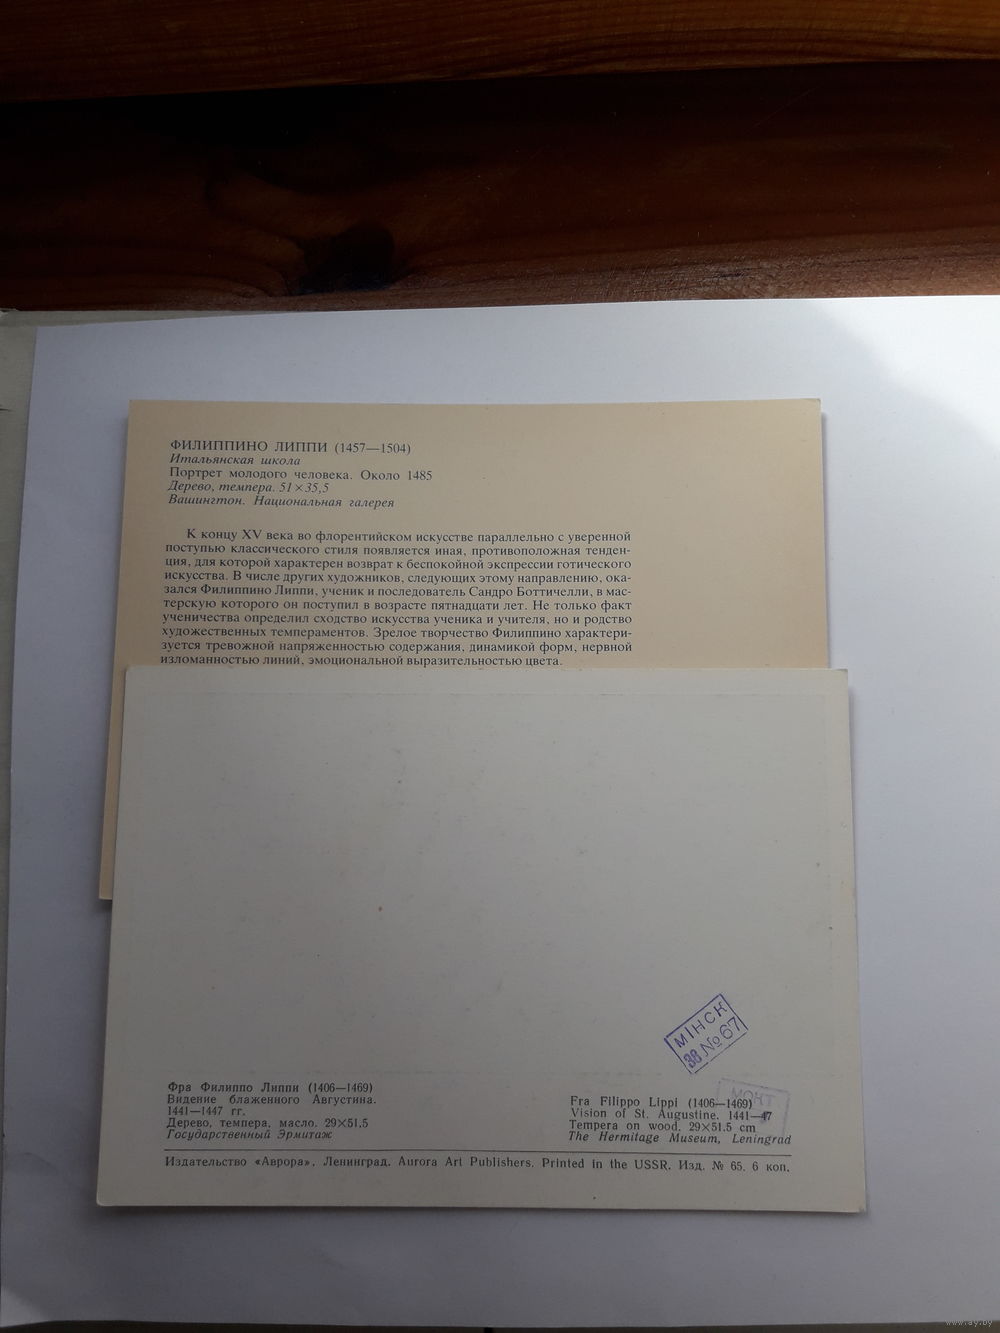 ФИЛИППИНО ЛИППИ (1457—1504)
Итальянская школа
Портрет молодого человека. Около 1485
Дерево, темпера. 51×35,5
Вашингтон. Национальная галерея
К концу XV века во флорентийском искусстве параллельно с уверенной
поступью классического стиля появляется иная, противоположная тенден-
ция, для которой характерен возврат к беспокойной экспрессии готического
искусства. В числе других художников, следующих этому направлению, ока-
зался Филиппино Липпи, ученик и последователь Сандро Боттичелли, в мас-
терскую которого он поступил в возрасте пятнадцати лет. Не только факт
ученичества определил сходство искусства ученика и учителя, но и родство
художественных темпераментов. Зрелое творчество Филиппино характери-
зуется тревожной напряженностью содержания, динамикой форм, нервной
изломанностью линий, эмоциональной выразительностью цвета.
МІНСК
38 №67
Фра Филиппо Липпи (1406—1469)
Видение блаженного Августина.
1441—1447 гг.
Дерево, темпера, масло. 29×51,5
Государственный Эрмитаж
Fra Filippo Lippi (1406—1469)
Vision of St. Augustine. 1441—47
Tempera on wood. 29×51.5 cm
The Hermitage Museum, Leningrad
Издательство «Аврора». Ленинград. Aurora Art Publishers. Printed in the USSR. Изд. № 65. 6 коп.
www.ay.by